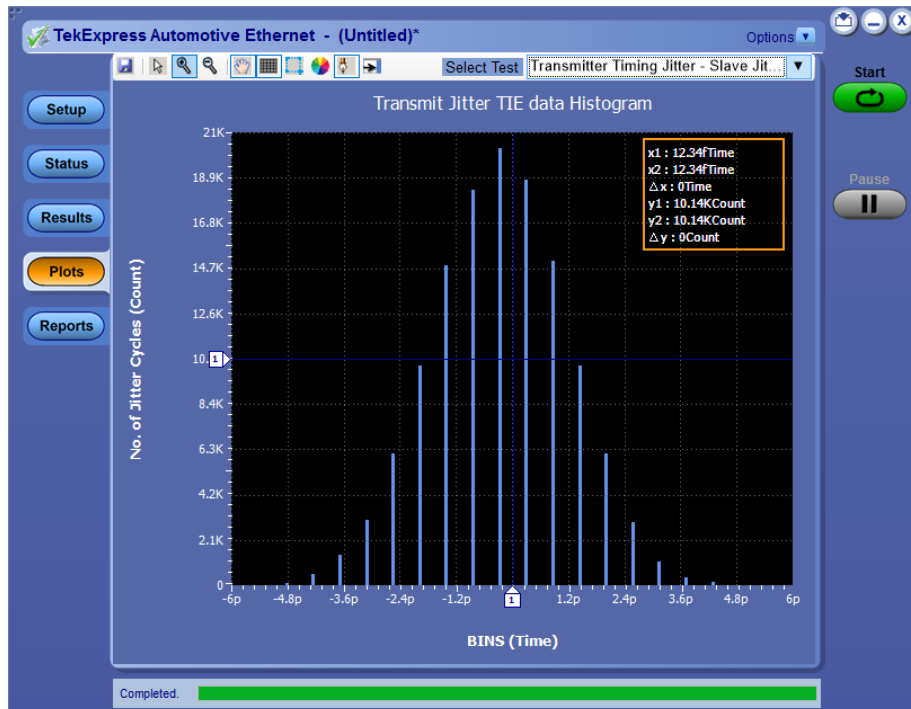 TekExpress Automotive Ethernet - (Untitled)*
Options
Select Test
Transmitter Timing Jitter - Slave Jit...
Start
Pause
Setup
Status
Results
Plots
Reports
Transmit Jitter TIE data Histogram
x1 : 12.34fTime
x2 : 12.34fTime
△x : 0Time
y1 : 10.14KCount
y2 : 10.14KCount
△y : 0Count
No. of Jitter Cycles (Count)
21K
18.9K
16.8K
14.7K
12.6K
10.
1
8.4K
6.3K
4.2K
2.1K
0
-6p
-4.8p
-3.6p
-2.4p
-1.2p
1
1.2p
2.4p
3.6p
4.8p
6p
BINS (Time)
Completed.